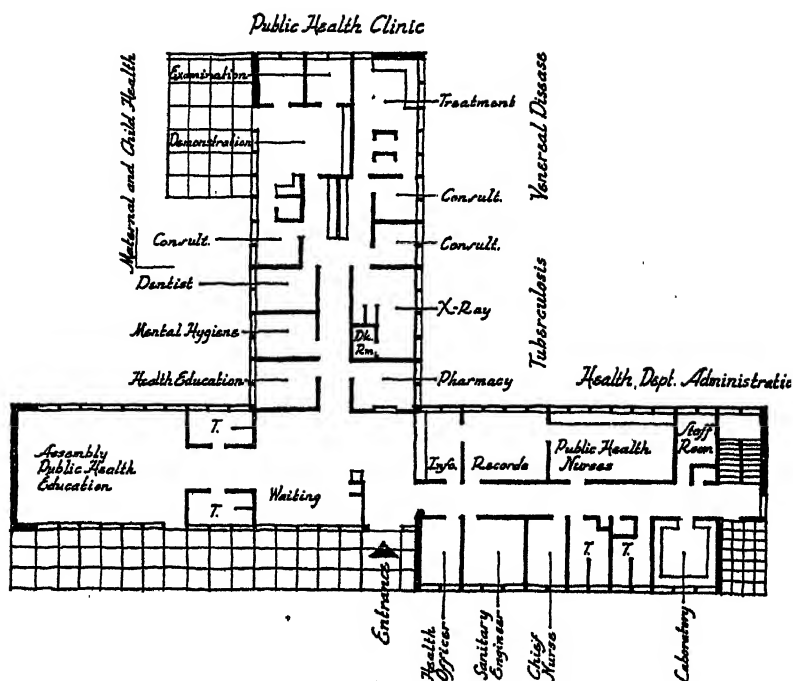 Public Health Clinic
Maternal and Child Health
Examination
Treatment
Venereal Disease
Demonstration
Consult.
Consult.
Consult.
Dentist
X-Ray
Tuberculosis
Mental Hygiene
Dk.
Rm.
Health Education
Pharmacy
Health Dept. Administratio
T.
Assembly
Public Health
Education
Waiting
T.
Info.
Records
Public Health
Nurses
Staff
Room
T.
T.
Entrance
Health
Officer
Sanitary
Engineer
Chief
Nurse
Laboratory